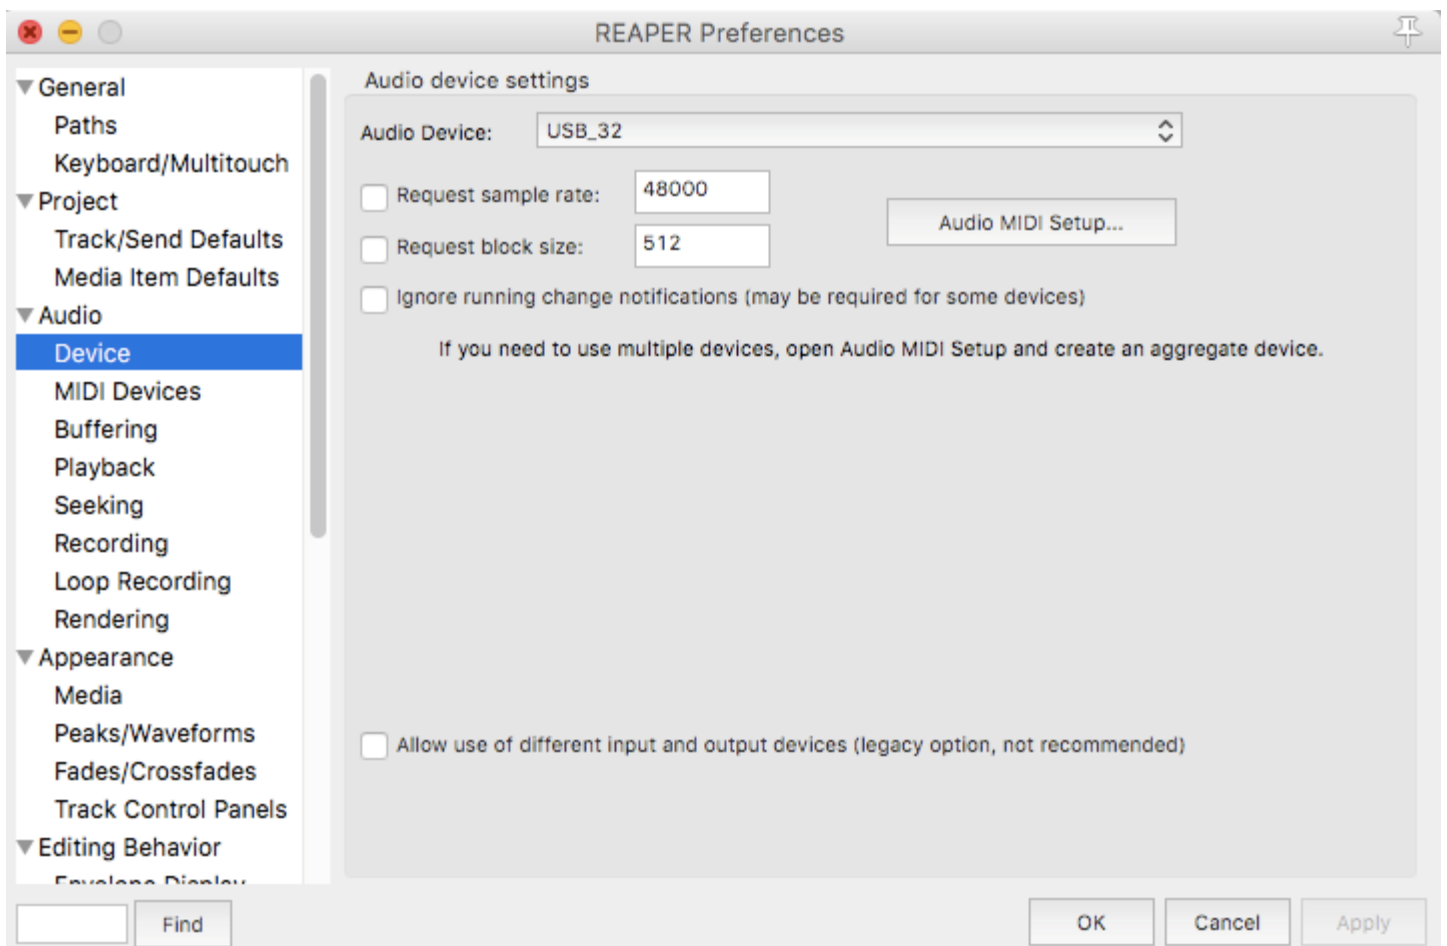 REAPER Preferences
General
Paths
Keyboard/Multitouch
Project
Track/Send Defaults
Media Item Defaults
Audio
Device
MIDI Devices
Buffering
Playback
Seeking
Recording
Loop Recording
Rendering
Appearance
Media
Peaks/Waveforms
Fades/Crossfades
Track Control Panels
Editing Behavior
Envelope Display
Find
Audio device settings
Audio Device: USB_32
Request sample rate: 48000
Request block size: 512
Audio MIDI Setup...
Ignore running change notifications (may be required for some devices)
If you need to use multiple devices, open Audio MIDI Setup and create an aggregate device.
Allow use of different input and output devices (legacy option, not recommended)
OK
Cancel
Apply